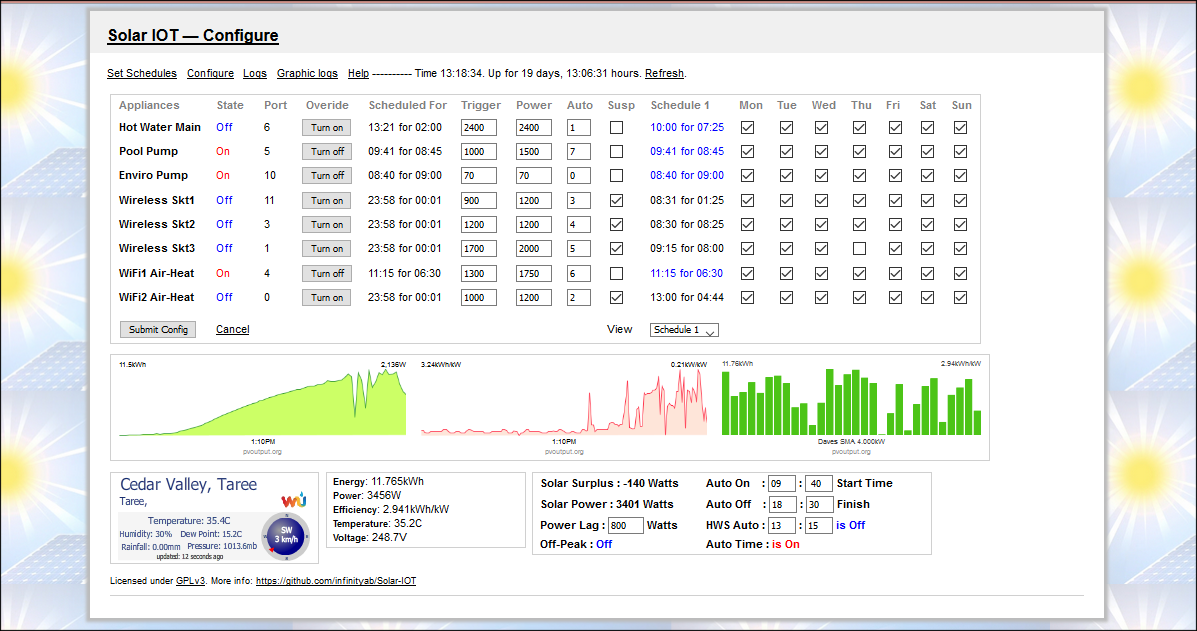 Solar IOT — Configure
Set Schedules Configure Logs Graphic logs Help ---------- Time 13:18:34. Up for 19 days, 13:06:31 hours. Refresh.
Appliances State Port Overide Scheduled For Trigger Power Auto Susp Schedule 1 Mon Tue Wed Thu Fri Sat Sun
Hot Water Main Off 6 Turn on 13:21 for 02:00 2400 2400 1 10:00 for 07:25
Pool Pump On 5 Turn off 09:41 for 08:45 1000 1500 7 09:41 for 08:45
Enviro Pump On 10 Turn off 08:40 for 09:00 70 70 0 08:40 for 09:00
Wireless Skt1 Off 11 Turn on 23:58 for 00:01 900 1200 3 08:31 for 01:25
Wireless Skt2 Off 3 Turn on 23:58 for 00:01 1200 1200 4 08:30 for 08:25
Wireless Skt3 Off 1 Turn on 23:58 for 00:01 1700 2000 5 09:15 for 08:00
WiFi1 Air-Heat On 4 Turn off 11:15 for 06:30 1300 1750 6 11:15 for 06:30
WiFi2 Air-Heat Off 0 Turn on 23:58 for 00:01 1000 1200 2 13:00 for 04:44
Submit Config Cancel View Schedule 1
11.5kWh 2,136W 3.24kWh/kW 0.21kW/kW 11.76kWh 2.94kWh/kW
1:10PM 1:10PM Daves SMA 4.000kW
pvoutput.org pvoutput.org pvoutput.org
Cedar Valley, Taree
Taree,
WU
Temperature: 35.4C
Humidity: 30% Dew Point: 15.2C
Rainfall: 0.00mm Pressure: 1013.6mb
updated: 12 seconds ago
SW
3 km/h
Energy: 11.765kWh
Power: 3456W
Efficiency: 2.941kWh/kW
Temperature: 35.2C
Voltage: 248.7V
Solar Surplus : -140 Watts Auto On : 09 : 40 Start Time
Solar Power : 3401 Watts Auto Off : 18 : 30 Finish
Power Lag : 800 Watts HWS Auto : 13 : 15 is Off
Off-Peak : Off Auto Time : is On
Licensed under GPLv3. More info: https://github.com/infinityab/Solar-IOT